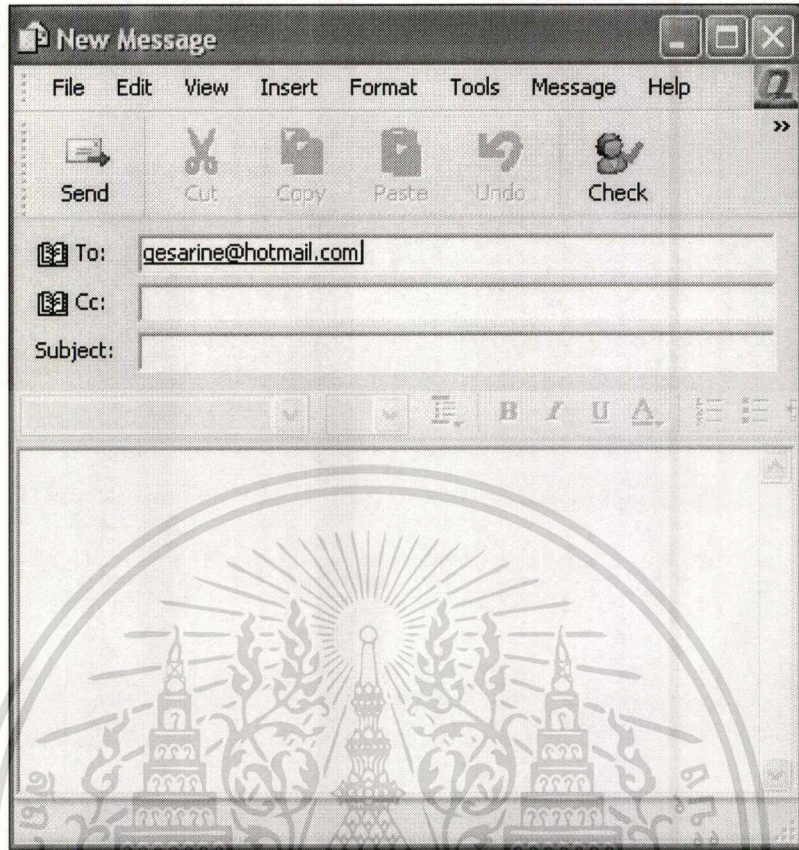 New Message
File Edit View Insert Format Tools Message Help
»
Send Cut Copy Paste Undo Check
To: gesarine@hotmail.com
Cc:
Subject:
B I U A